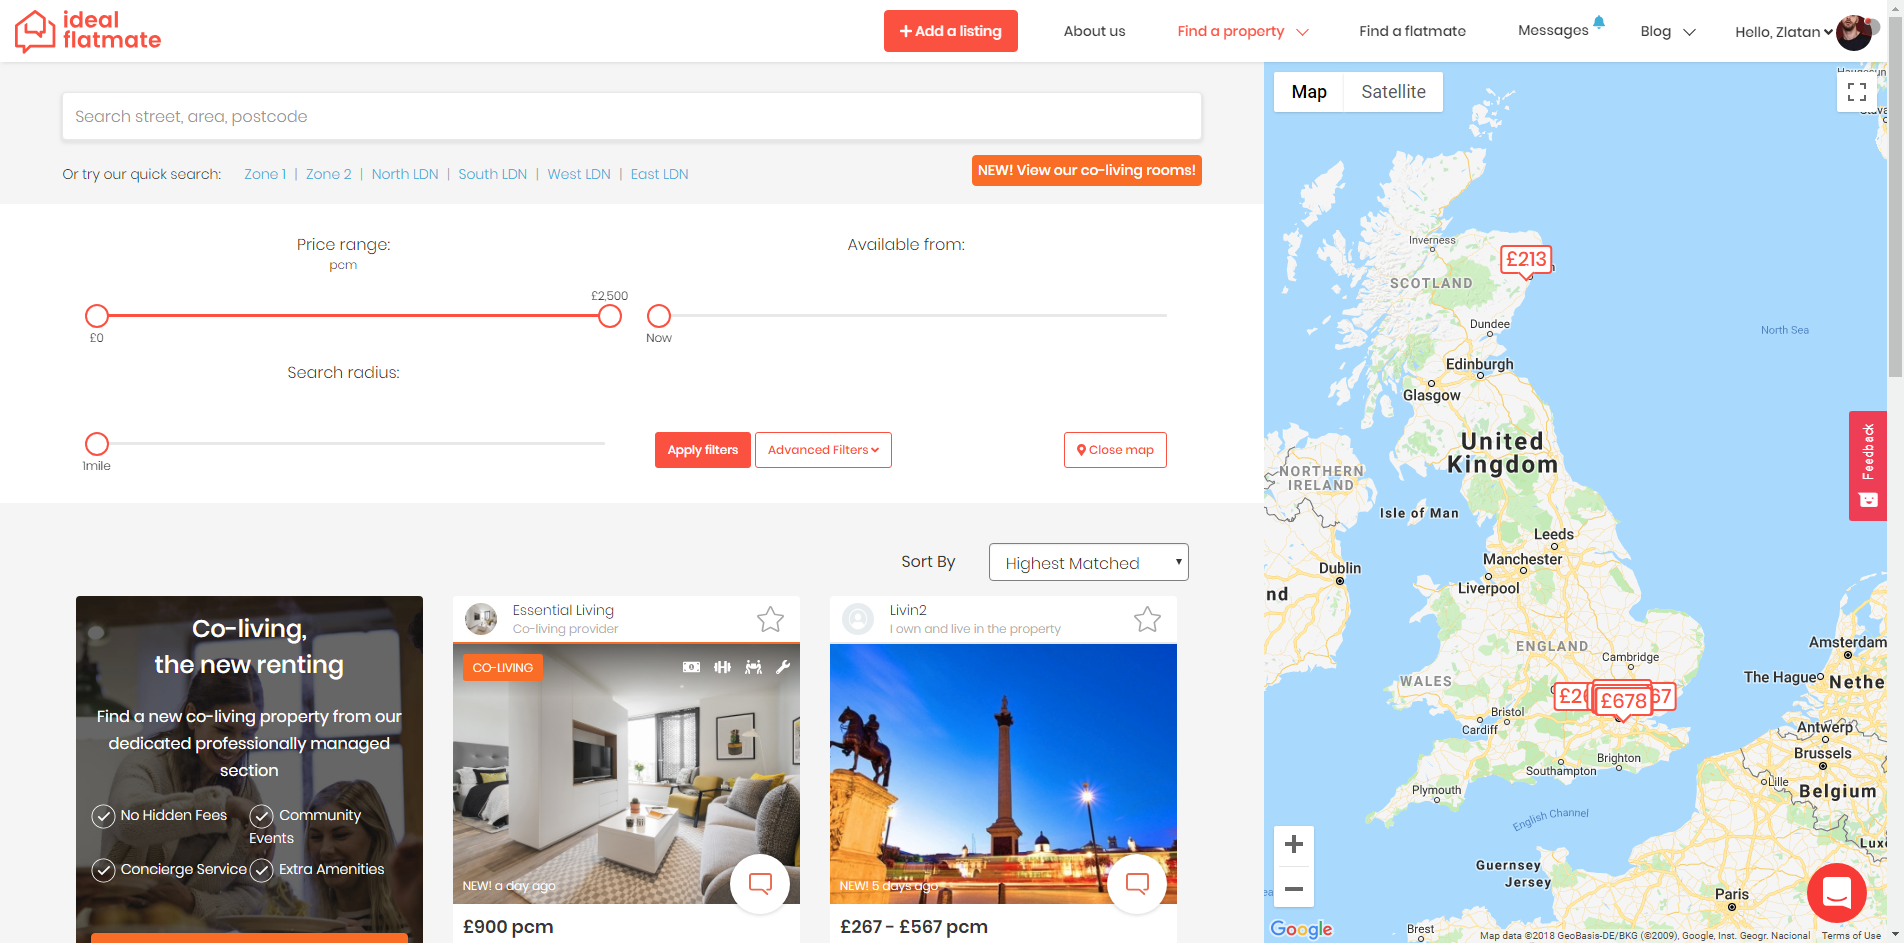 ideal
flatmate
Add a listing
About us
Find a property
Find a flatmate
Messages
Blog
Hello, Zlatan
Search street, area, postcode
Or try our quick search:
Zone 1 | Zone 2 | North LDN | South LDN | West LDN | East LDN
NEW! View our co-living rooms!
Price range:
pcm
£2,500
£0
Available from:
Now
Search radius:
1mile
Apply filters
Advanced Filters
Close map
Sort By
Highest Matched
Co-living,
the new renting
Find a new co-living property from our
dedicated professionally managed
section
No Hidden Fees
Community
Events
Concierge Service
Extra Amenities
Essential Living
Co-living provider
CO-LIVING
NEW! a day ago
£900 pcm
Livin2
I own and live in the property
NEW! 5 days ago
£267 - £567 pcm
Map
Satellite
Inverness
£213
SCOTLAND
Dundee
North Sea
Edinburgh
Glasgow
United
Kingdom
NORTHERN
IRELAND
Isle of Man
Leeds
Manchester
Dublin
Liverpool
nd
ENGLAND
Cambridge
Amsterdam
WALES
The Hague
Nethe
£2
£678
67
Bristol
Cardiff
Antwerp
Brussels
Brighton
Southampton
Lille
Plymouth
Belgium
English Channel
Guernsey
Jersey
Paris
Brest
Feedback
Google
Map data ©2018 GeoBasis-DE/BKG (©2009), Google, Inst. Geogr. Nacional
Terms of Use